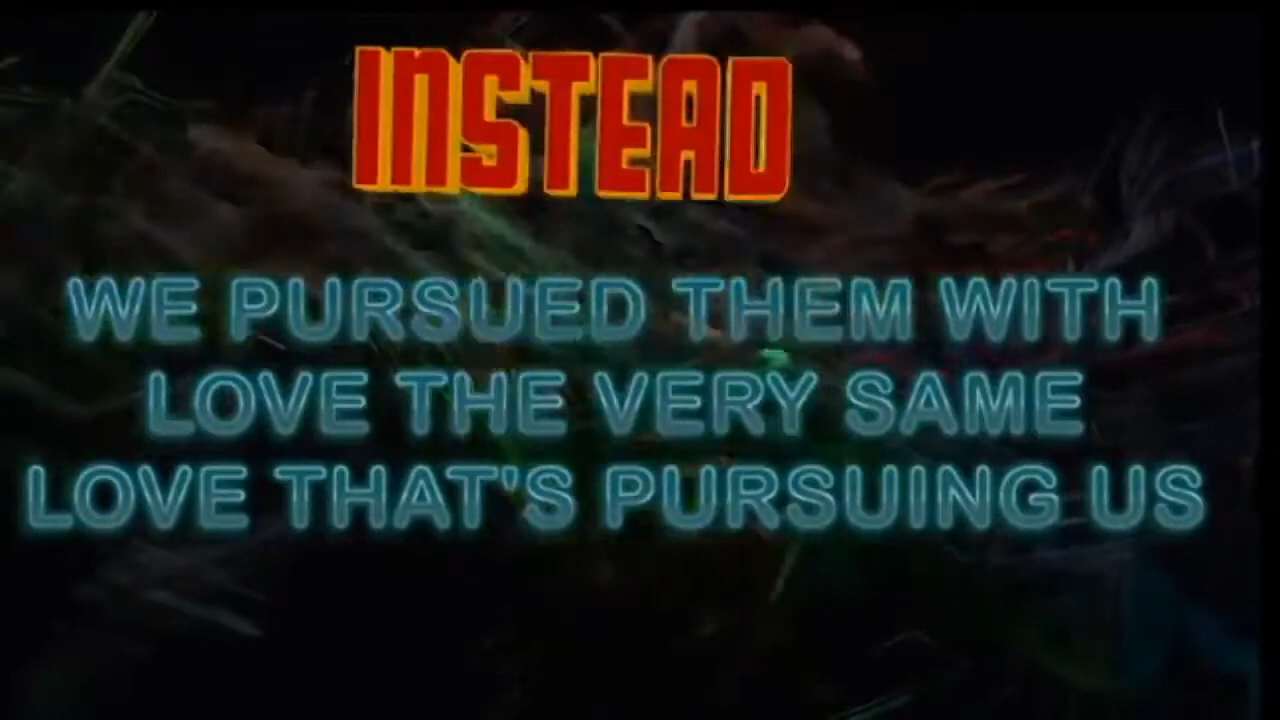 INSTEAD
WE PURSUED THEM WITH
LOVE THE VERY SAME
LOVE THAT'S PURSUING US